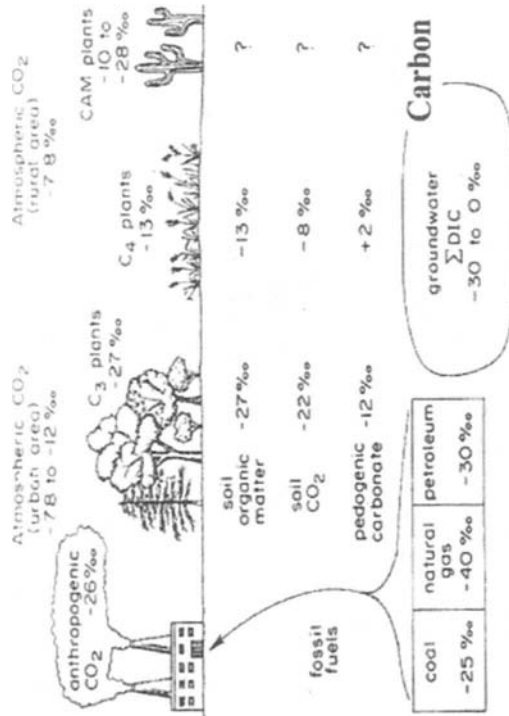 Atmospheric CO₂
(urban area)
-7.8 to -12 ‰
Atmospheric CO₂
(rural area)
-7.8 ‰
anthropogenic
CO₂ -26‰
C₃ plants
-27‰
C₄ plants
-13‰
CAM plants
-10 to
-28‰
soil
organic
matter
-27‰
-13‰
?
soil
CO₂
-22‰
-8‰
?
pedogenic
carbonate
-12‰
+2‰
?
fossil
fuels
coal
-25 ‰
natural
gas
-40 ‰
petroleum
-30 ‰
groundwater
ΣDIC
-30 to 0 ‰
Carbon